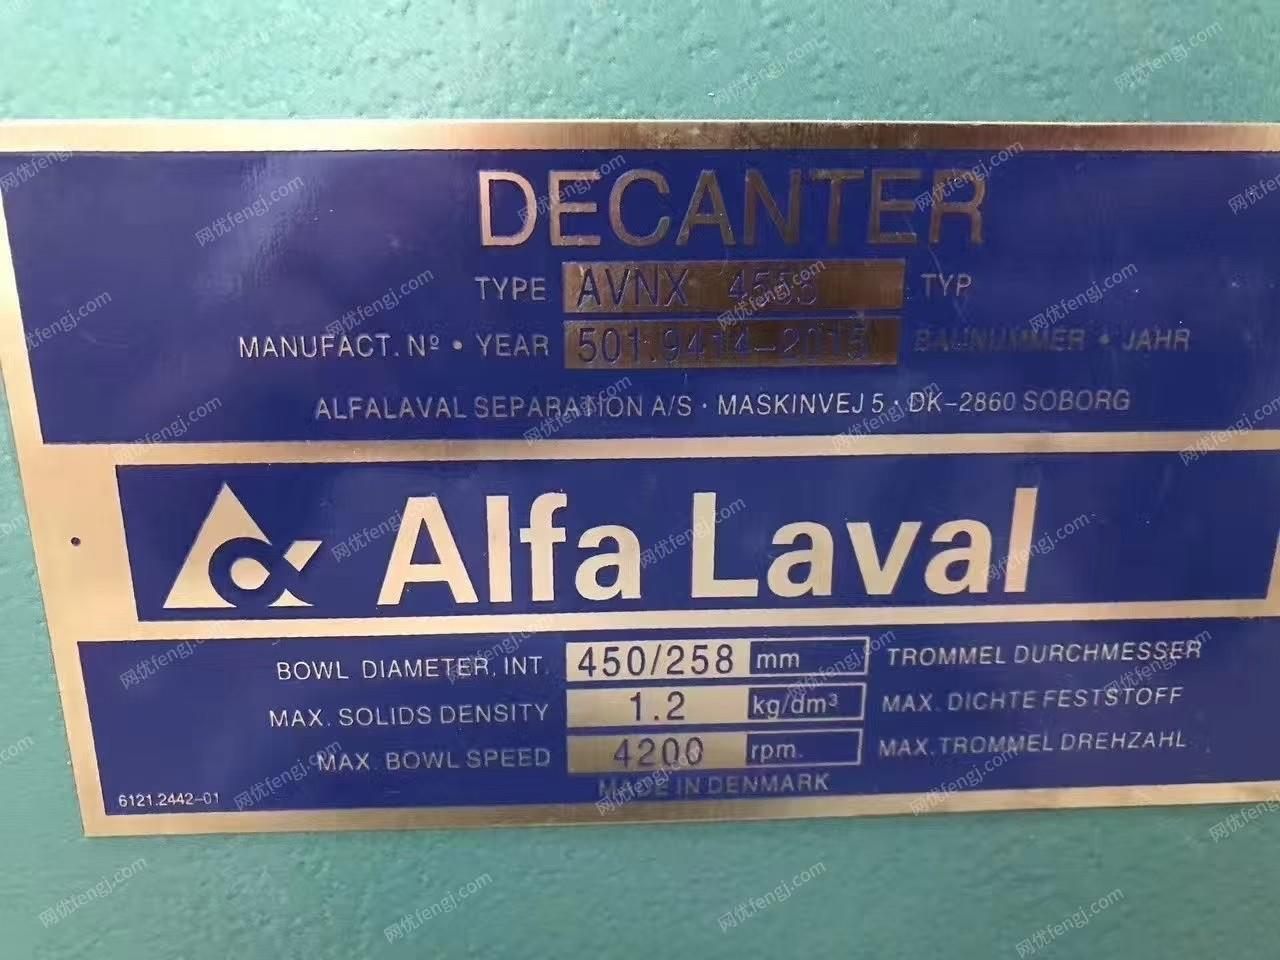 DECANTER
TYPE AVNX 4555 TYP
MANUFACT. Nº • YEAR 501.9414-2015 BAUNUMMER • JAHR
ALFALAVAL SEPARATION A/S · MASKINVEJ 5 · DK-2860 SOBORG
Alfa Laval
BOWL DIAMETER, INT. 450/258 mm TROMMEL DURCHMESSER
MAX. SOLIDS DENSITY 1.2 kg/dm³ MAX. DICHTE FESTSTOFF
MAX. BOWL SPEED 4200 rpm. MAX. TROMMEL DREHZAHL
MADE IN DENMARK
6121.2442-01
网优fengj.com